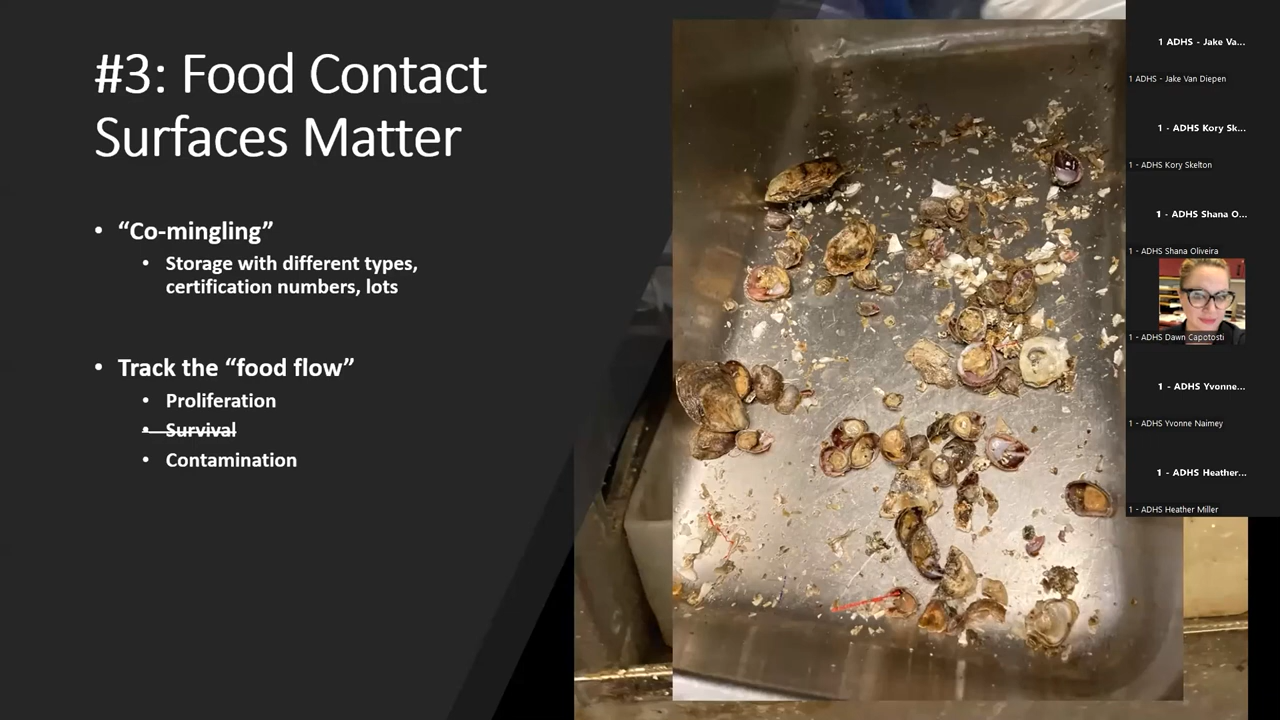 #3: Food Contact
Surfaces Matter
• “Co-mingling”
• Storage with different types,
certification numbers, lots
• Track the “food flow”
• Proliferation
• Survival
• Contamination
1 ADHS - Jake Va...
1 ADHS - Jake Van Diepen
1 - ADHS Kory Sk...
1 - ADHS Kory Skelton
1 - ADHS Shana O...
1 - ADHS Shana Oliveira
1 - ADHS Dawn Capotosti
1 - ADHS Yvonne...
1 - ADHS Yvonne Naimey
1 - ADHS Heather...
1 - ADHS Heather Miller